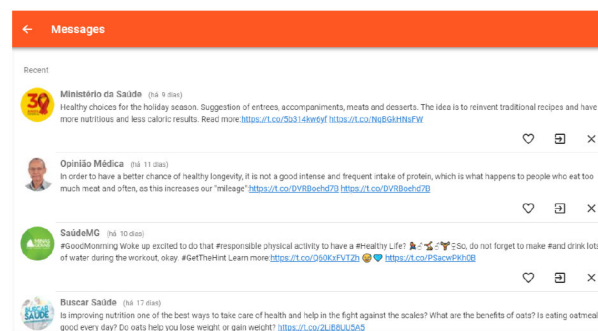 Messages
Recent
Ministério da Saúde (há 9 dias)
Healthy choices for the holiday season. Suggestion of entrees, accompaniments, meats and desserts. The idea is to reinvent traditional recipes and have
more nutritious and less caloric results. Read more:https://t.co/5b314kw6yf https://t.co/NqBGkHNsFW
Opinião Médica (há 11 dias)
In order to have a better chance of healthy longevity, it is not a good intense and frequent intake of protein, which is what happens to people who eat too
much meat and often, as this increases our "mileage":https://t.co/DVRBoehd7B https://t.co/DVRBoehd7B
SaúdeMG (há 10 dias)
#GoodMonrning Woke up excited to do that #responsible physical activity to have a #Healthy Life? So, do not forget to make #and drink lots
of water during the workout, okay. #GetTheHint Learn more:https://t.co/Q60KxFVTZh https://t.co/PSacwPKh0B
Buscar Saúde (há 17 dias)
Is improving nutrition one of the best ways to take care of health and help in the fight against the scales? What are the benefits of oats? Is eating oatmeal
good every day? Do oats help you lose weight or gain weight? https://t.co/2LiB8UU5A5
BUSCAR
SAÚDE